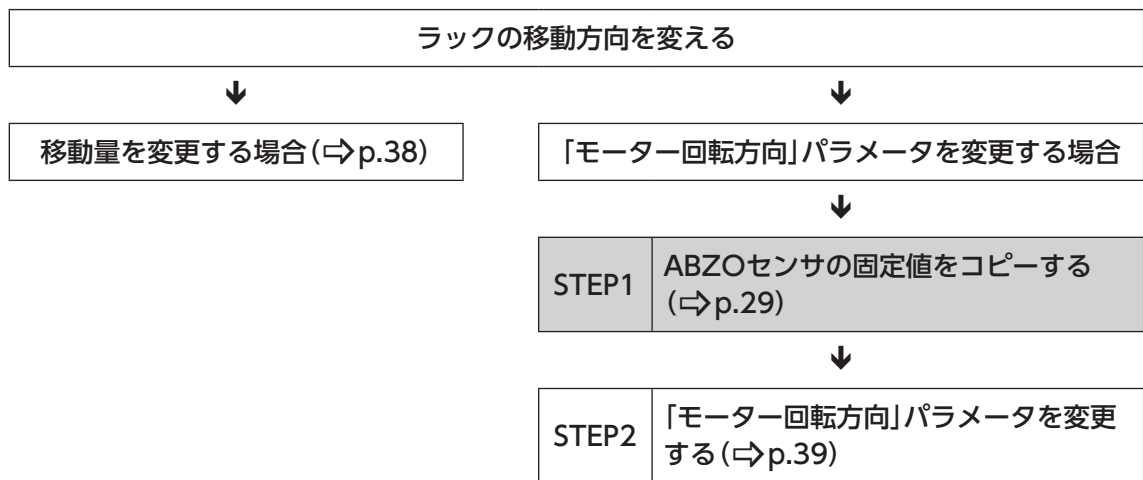 ラックの移動方向を変える
移動量を変更する場合(⇨p.38)
「モーター回転方向」パラメータを変更する場合
STEP1
ABZOセンサの固定値をコピーする
(⇨p.29)
STEP2
「モーター回転方向」パラメータを変更
する(⇨p.39)